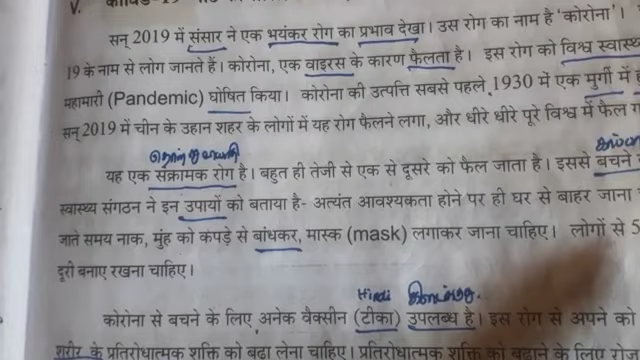 V.
सन् 2019 में संसार ने एक भयंकर रोग का प्रभाव देखा। उस रोग का नाम है 'कोरोना'।
19 के नाम से लोग जानते हैं। कोरोना, एक वाइरस के कारण फैलता है। इस रोग को विश्व स्वास्थ्
महामारी (Pandemic) घोषित किया। कोरोना की उत्पत्ति सबसे पहले 1930 में एक मुर्गी में
सन् 2019 में चीन के उहान शहर के लोगों में यह रोग फैलने लगा, और धीरे धीरे पूरे विश्व में फैल
यह एक संक्रामक रोग है। बहुत ही तेजी से एक से दूसरे को फैल जाता है। इससे बचने
स्वास्थ्य संगठन ने इन उपायों को बताया है- अत्यंत आवश्यकता होने पर ही घर से बाहर जाना
जाते समय नाक, मुंह को कपड़े से बांधकर, मास्क (mask) लगाकर जाना चाहिए। लोगों से 5
दूरी बनाए रखना चाहिए।
Hindi
कोरोना से बचने के लिए अनेक वैक्सीन (टीका) उपलब्ध है। इस रोग से अपने को
शरीर के प्रतिरोधात्मक शक्ति को बढ़ा लेना चाहिए। प्रतिरोधात्मक शक्ति को बढ़ाने के लिए